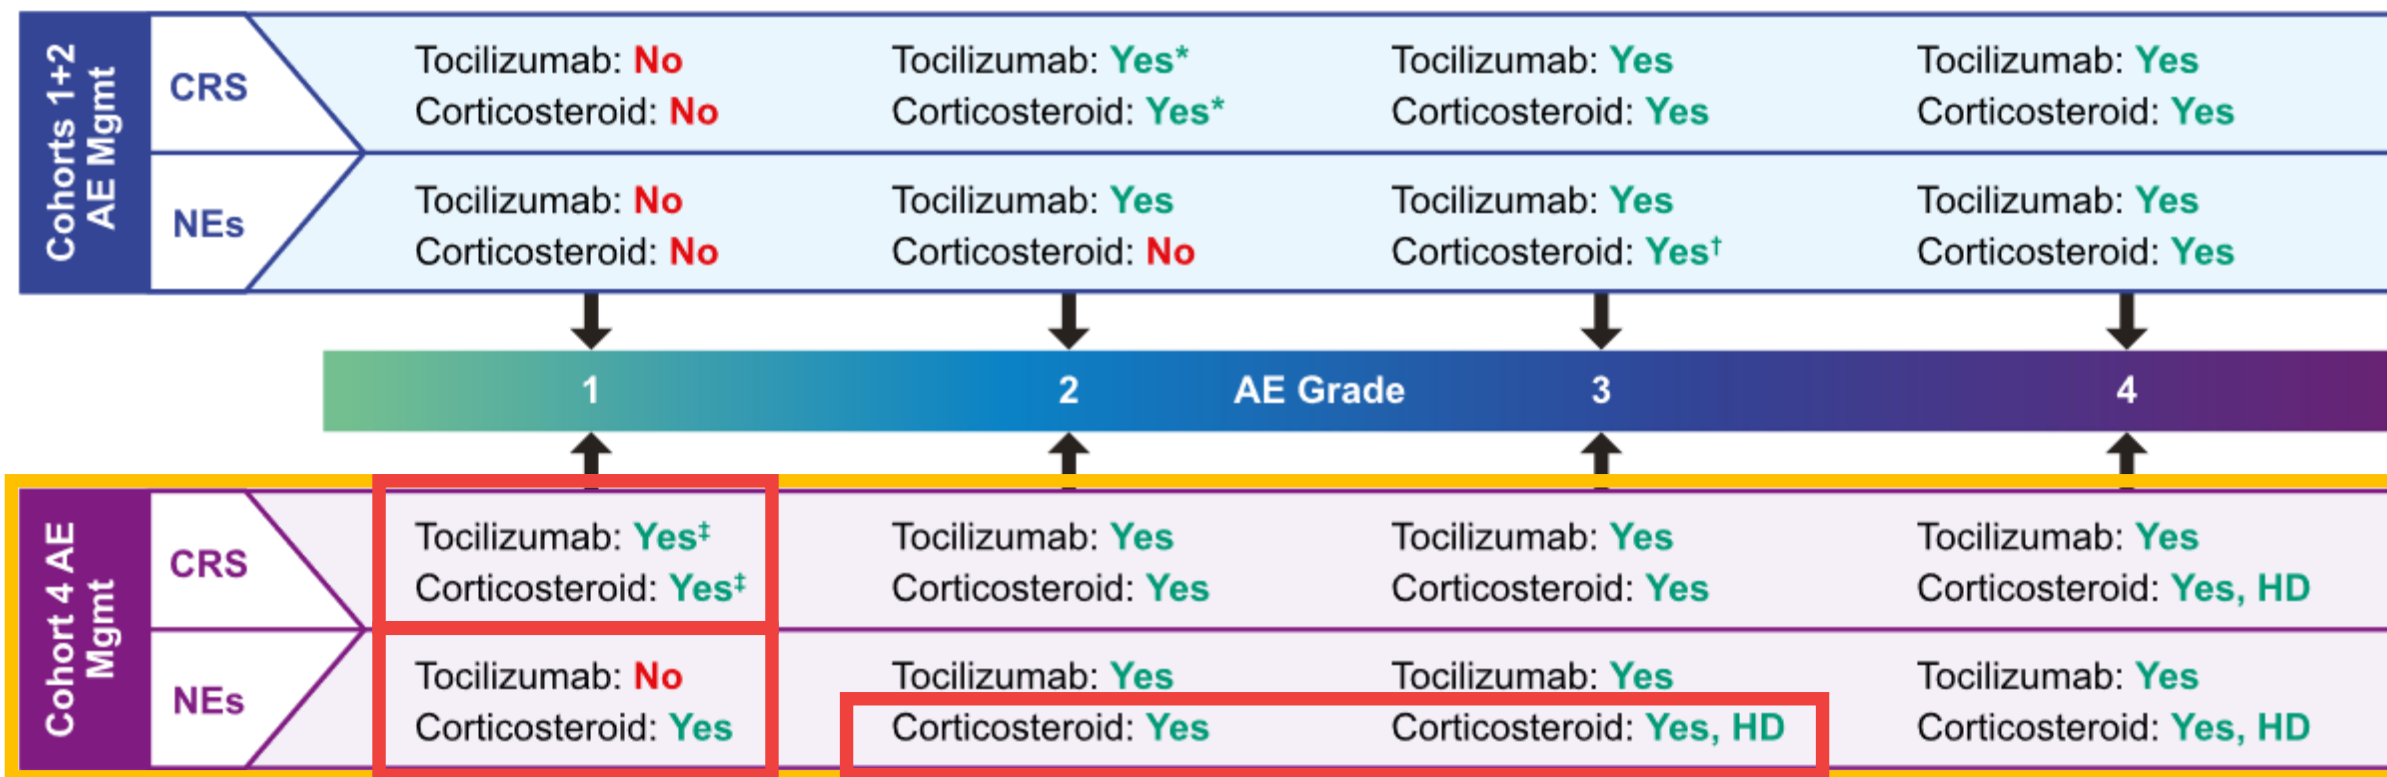 Cohorts 1+2
AE Mgmt
CRS
Tocilizumab: No
Corticosteroid: No
Tocilizumab: Yes*
Corticosteroid: Yes*
Tocilizumab: Yes
Corticosteroid: Yes
Tocilizumab: Yes
Corticosteroid: Yes
NEs
Tocilizumab: No
Corticosteroid: No
Tocilizumab: Yes
Corticosteroid: No
Tocilizumab: Yes
Corticosteroid: Yes†
Tocilizumab: Yes
Corticosteroid: Yes
1 2 AE Grade 3 4
Cohort 4 AE
Mgmt
CRS
Tocilizumab: Yes‡
Corticosteroid: Yes‡
Tocilizumab: Yes
Corticosteroid: Yes
Tocilizumab: Yes
Corticosteroid: Yes
Tocilizumab: Yes
Corticosteroid: Yes, HD
NEs
Tocilizumab: No
Corticosteroid: Yes
Tocilizumab: Yes
Corticosteroid: Yes
Tocilizumab: Yes
Corticosteroid: Yes, HD
Tocilizumab: Yes
Corticosteroid: Yes, HD